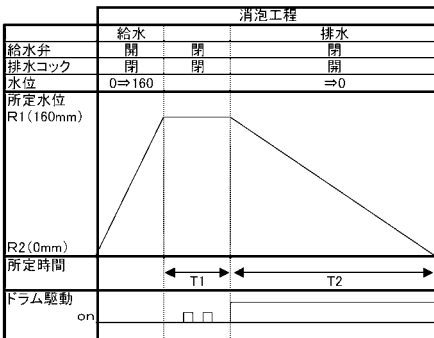 消泡工程
給水 排水
給水弁 開 閉 閉
排水コック 閉 閉 開
水位 0⇒160 ⇒0
所定水位
R1(160mm)
R2(0mm)
所定時間
T1 T2
ドラム駆動
on